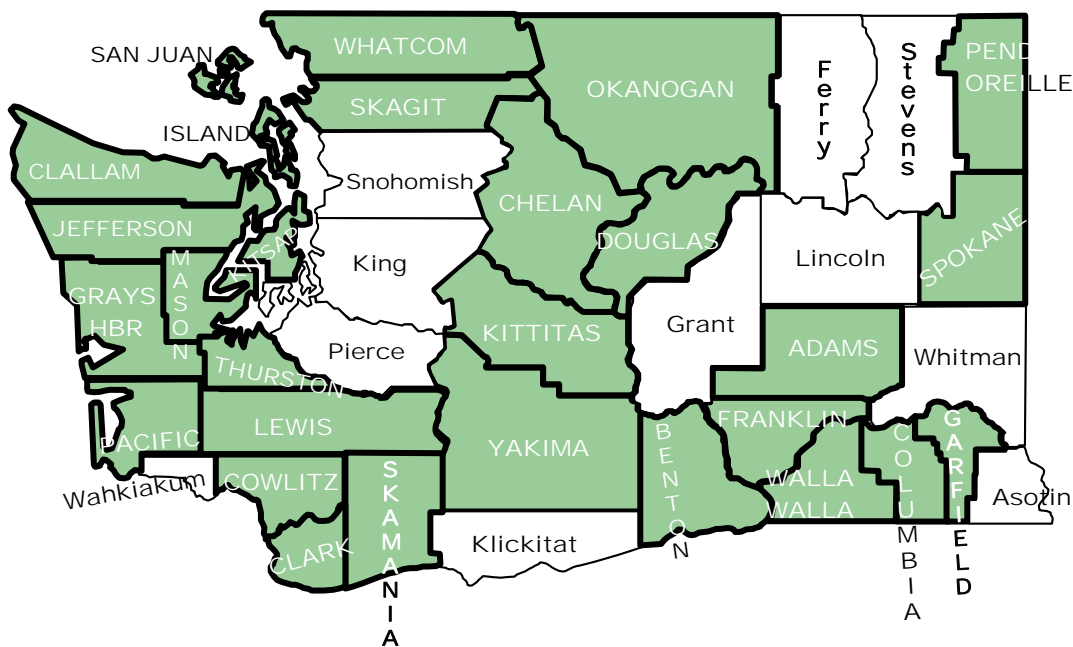 WHATCOM
SAN JUAN
Ferry
Stevens
PEND
OREILLE
OKANOGAN
SKAGIT
ISLAND
CLALLAM
Snohomish
CHELAN
JEFFERSON
KITSAP
DOUGLAS
MASON
King
Lincoln
SPOKANE
GRAYS
HBR
KITTITAS
Grant
ADAMS
Whitman
Pierce
THURSTON
LEWIS
PACIFIC
YAKIMA
BENTON
FRANKLIN
COLUMBIA
GARFIELD
WALLA
WALLA
Asotin
Wahkiakum
COWLITZ
SKAMANIA
CLARK
Klickitat